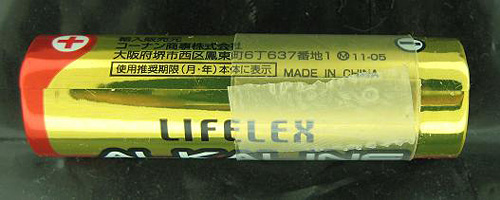 輸入販売元
コーナン商事株式会社
大阪府堺市西区鳳東町6丁637番地1 Ⓜ 11-05
使用推奨期限(月・年)本体に表示 MADE IN CHINA
LIFELEX
ALKALINE